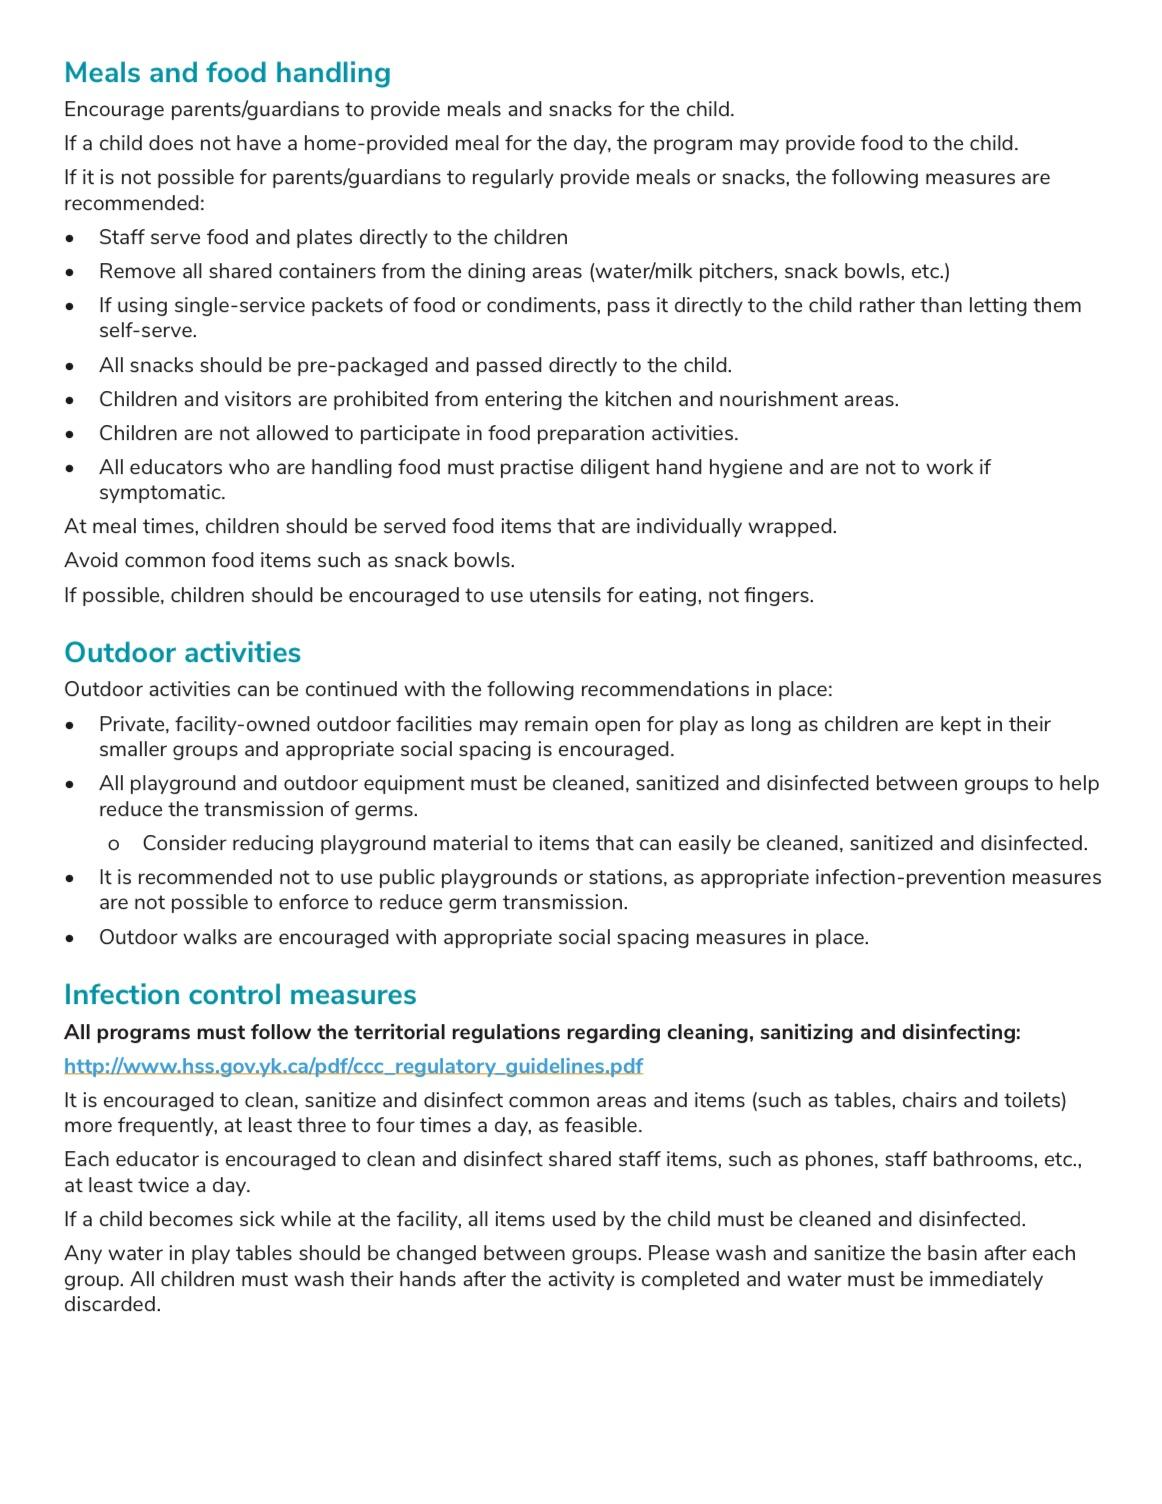 Meals and food handling
Encourage parents/guardians to provide meals and snacks for the child.
If a child does not have a home-provided meal for the day, the program may provide food to the child.
If it is not possible for parents/guardians to regularly provide meals or snacks, the following measures are
recommended:
• Staff serve food and plates directly to the children
• Remove all shared containers from the dining areas (water/milk pitchers, snack bowls, etc.)
• If using single-service packets of food or condiments, pass it directly to the child rather than letting them
self-serve.
• All snacks should be pre-packaged and passed directly to the child.
• Children and visitors are prohibited from entering the kitchen and nourishment areas.
• Children are not allowed to participate in food preparation activities.
• All educators who are handling food must practise diligent hand hygiene and are not to work if
symptomatic.
At meal times, children should be served food items that are individually wrapped.
Avoid common food items such as snack bowls.
If possible, children should be encouraged to use utensils for eating, not fingers.
Outdoor activities
Outdoor activities can be continued with the following recommendations in place:
• Private, facility-owned outdoor facilities may remain open for play as long as children are kept in their
smaller groups and appropriate social spacing is encouraged.
• All playground and outdoor equipment must be cleaned, sanitized and disinfected between groups to help
reduce the transmission of germs.
o Consider reducing playground material to items that can easily be cleaned, sanitized and disinfected.
• It is recommended not to use public playgrounds or stations, as appropriate infection-prevention measures
are not possible to enforce to reduce germ transmission.
• Outdoor walks are encouraged with appropriate social spacing measures in place.
Infection control measures
All programs must follow the territorial regulations regarding cleaning, sanitizing and disinfecting:
http://www.hss.gov.yk.ca/pdf/ccc_regulatory_guidelines.pdf
It is encouraged to clean, sanitize and disinfect common areas and items (such as tables, chairs and toilets)
more frequently, at least three to four times a day, as feasible.
Each educator is encouraged to clean and disinfect shared staff items, such as phones, staff bathrooms, etc.,
at least twice a day.
If a child becomes sick while at the facility, all items used by the child must be cleaned and disinfected.
Any water in play tables should be changed between groups. Please wash and sanitize the basin after each
group. All children must wash their hands after the activity is completed and water must be immediately
discarded.